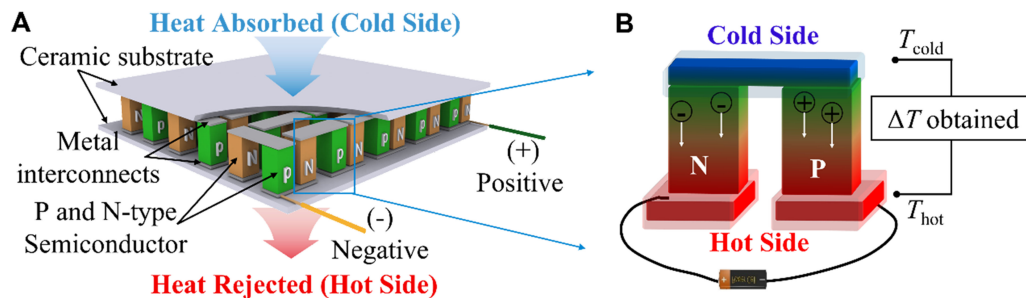 A
Heat Absorbed (Cold Side)
Ceramic substrate
Metal
interconnects
P and N-type
Semiconductor
N
p
N
p
N
N
p
N
p
N
p
N
p
(+)
Positive
(-)
Negative
Heat Rejected (Hot Side)
B
Cold Side
T_cold
ΔT obtained
T_hot
- - + +
N P
-
Hot Side
+ -